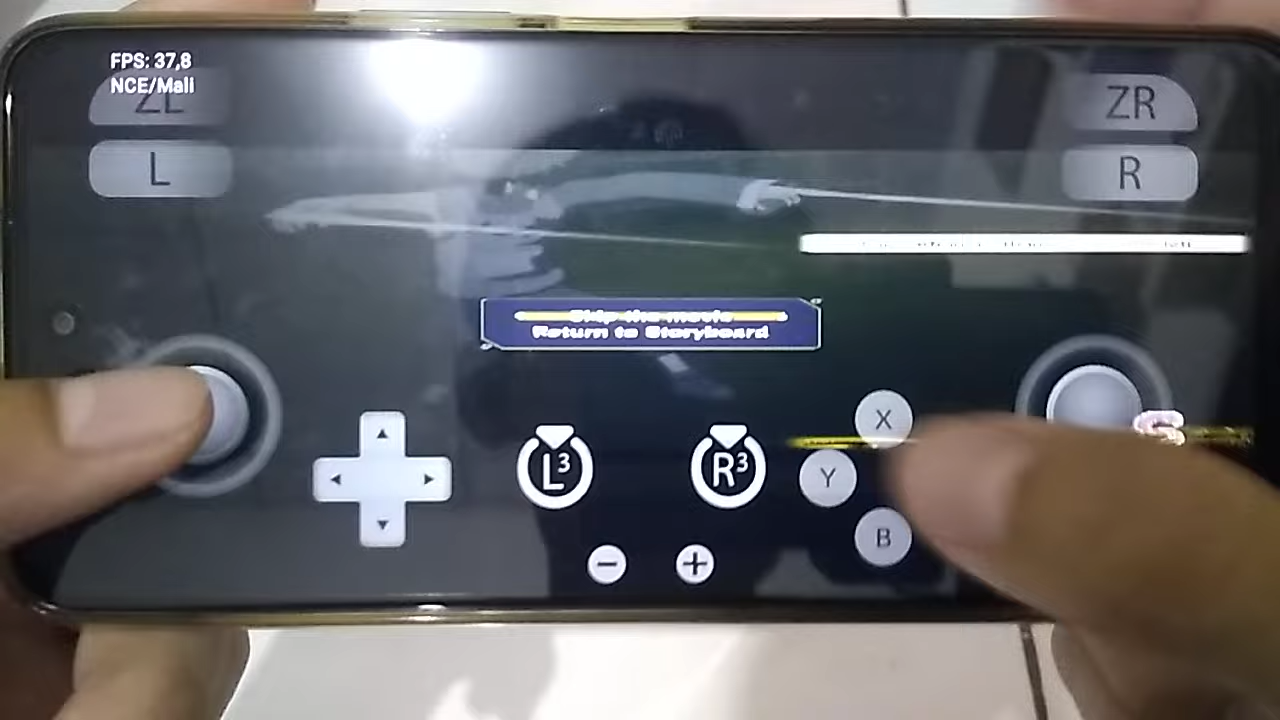 FPS: 37,8
NCE/Mali
ZL
ZR
L
R
Skip the movie
Return to Storyboard
X
S
L3
R3
Y
B